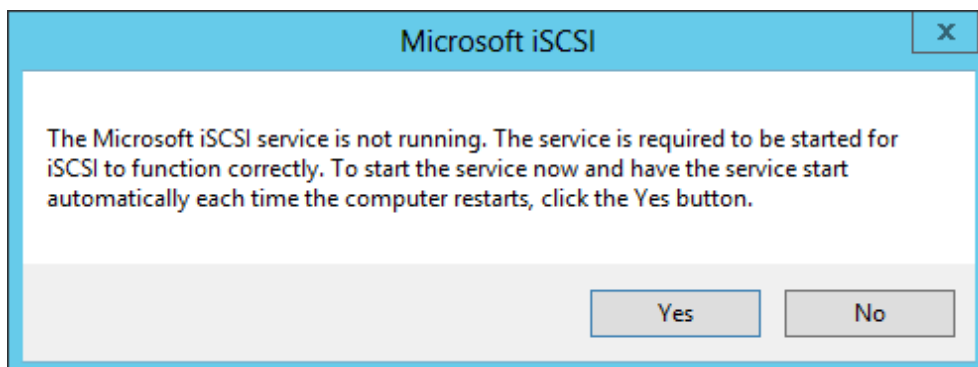 Microsoft iSCSI
x
The Microsoft iSCSI service is not running. The service is required to be started for
iSCSI to function correctly. To start the service now and have the service start
automatically each time the computer restarts, click the Yes button.
Yes
No